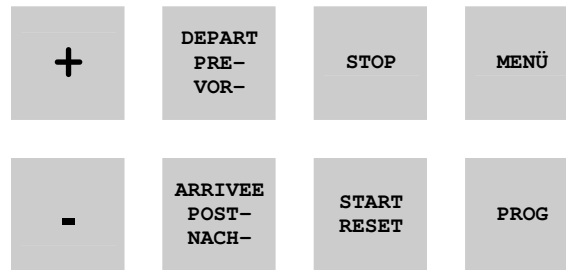 +
DEPART
PRE-
VOR-
STOP
MENÜ
-
ARRIVEE
POST-
NACH-
START
RESET
PROG